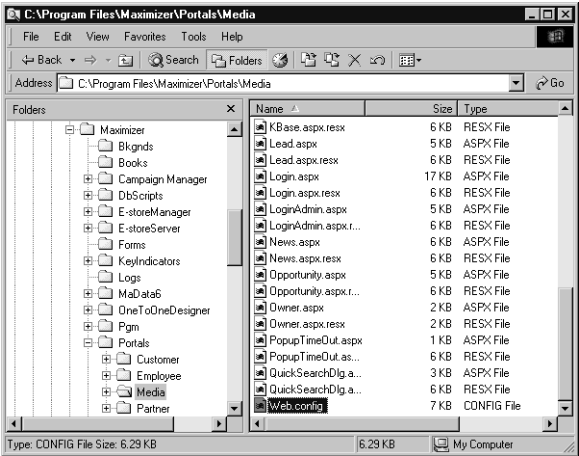 C:\Program Files\Maximizer\Portals\Media
File Edit View Favorites Tools Help
Back Search Folders
Address C:\Program Files\Maximizer\Portals\Media Go
Folders
Maximizer
Bkgnds
Books
Campaign Manager
DbScripts
E-storeManager
E-storeServer
Forms
KeyIndicators
Logs
MaData6
OneToOneDesigner
Pgm
Portals
Customer
Employee
Media
Partner
Name Size Type
KBase.aspx.resx 6 KB RESX File
Lead.aspx 5 KB ASPX File
Lead.aspx.resx 6 KB RESX File
Login.aspx 17 KB ASPX File
Login.aspx.resx 6 KB RESX File
LoginAdmin.aspx 5 KB ASPX File
LoginAdmin.aspx.r... 6 KB RESX File
News.aspx 6 KB ASPX File
News.aspx.resx 6 KB RESX File
Opportunity.aspx 5 KB ASPX File
Opportunity.aspx.r... 6 KB RESX File
Owner.aspx 2 KB ASPX File
Owner.aspx.resx 2 KB RESX File
PopupTimeOut.aspx 1 KB ASPX File
PopupTimeOut.as... 6 KB RESX File
QuickSearchDlg.a... 3 KB ASPX File
QuickSearchDlg.a... 6 KB RESX File
Web.config 7 KB CONFIG File
Type: CONFIG File Size: 6.29 KB 6.29 KB My Computer